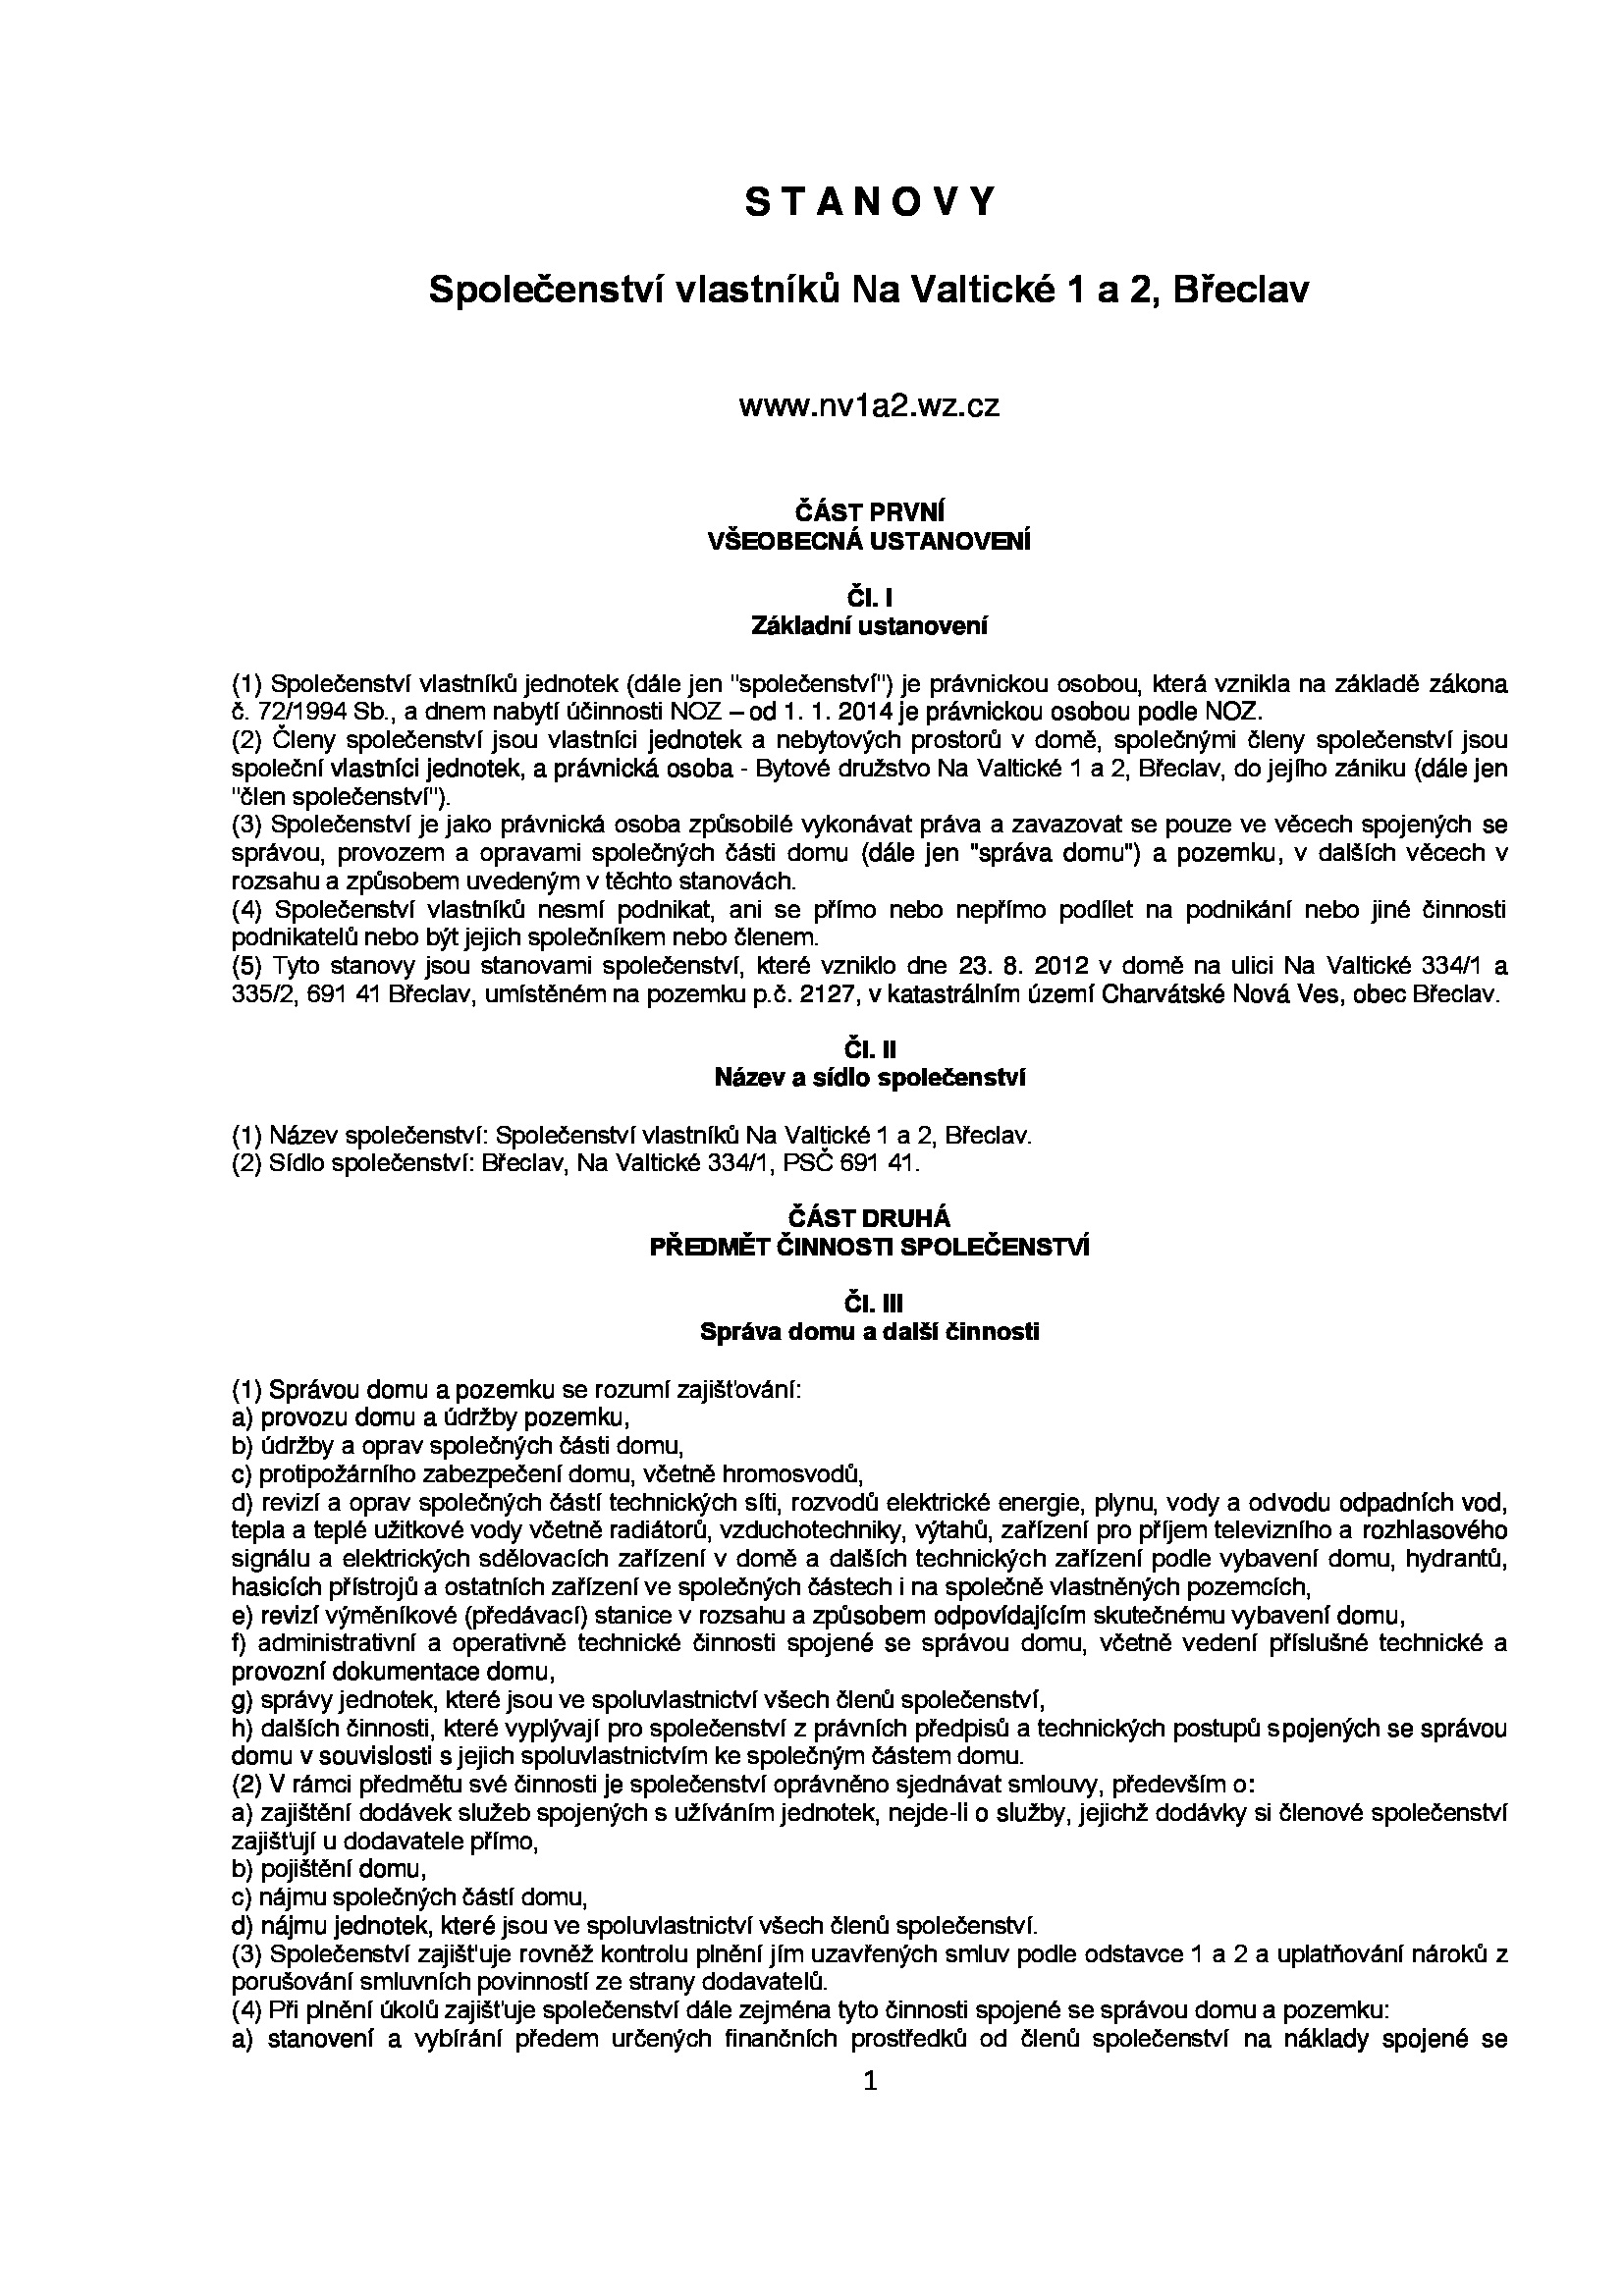 S T A N O V Y
Společenství vlastníků Na Valtické 1 a 2, Břeclav
www.nv1a2.wz.cz
ČÁST PRVNÍ
VŠEOBECNÁ USTANOVENÍ
Čl. I
Základní ustanovení
(1) Společenství vlastníků jednotek (dále jen "společenství") je právnickou osobou, která vznikla na základě zákona
č. 72/1994 Sb., a dnem nabytí účinnosti NOZ – od 1. 1. 2014 je právnickou osobou podle NOZ.
(2) Členy společenství jsou vlastníci jednotek a nebytových prostorů v domě, společnými členy společenství jsou
společní vlastníci jednotek, a právnická osoba - Bytové družstvo Na Valtické 1 a 2, Břeclav, do jejího zániku (dále jen
"člen společenství").
(3) Společenství je jako právnická osoba způsobilé vykonávat práva a zavazovat se pouze ve věcech spojených se
správou, provozem a opravami společných části domu (dále jen "správa domu") a pozemku, v dalších věcech v
rozsahu a způsobem uvedeným v těchto stanovách.
(4) Společenství vlastníků nesmí podnikat, ani se přímo nebo nepřímo podílet na podnikání nebo jiné činnosti
podnikatelů nebo být jejich společníkem nebo členem.
(5) Tyto stanovy jsou stanovami společenství, které vzniklo dne 23. 8. 2012 v domě na ulici Na Valtické 334/1 a
335/2, 691 41 Břeclav, umístěném na pozemku p.č. 2127, v katastrálním území Charvátské Nová Ves, obec Břeclav.
Čl. II
Název a sídlo společenství
(1) Název společenství: Společenství vlastníků Na Valtické 1 a 2, Břeclav.
(2) Sídlo společenství: Břeclav, Na Valtické 334/1, PSČ 691 41.
ČÁST DRUHÁ
PŘEDMĚT ČINNOSTI SPOLEČENSTVÍ
Čl. III
Správa domu a další činnosti
(1) Správou domu a pozemku se rozumí zajišťování:
a) provozu domu a údržby pozemku,
b) údržby a oprav společných části domu,
c) protipožárního zabezpečení domu, včetně hromosvodů,
d) revizí a oprav společných částí technických síti, rozvodů elektrické energie, plynu, vody a odvodu odpadních vod,
tepla a teplé užitkové vody včetně radiátorů, vzduchotechniky, výtahů, zařízení pro příjem televizního a rozhlasového
signálu a elektrických sdělovacích zařízení v domě a dalších technických zařízení podle vybavení domu, hydrantů,
hasicích přístrojů a ostatních zařízení ve společných částech i na společně vlastněných pozemcích,
e) revizí výměníkové (předávací) stanice v rozsahu a způsobem odpovídajícím skutečnému vybavení domu,
f) administrativní a operativně technické činnosti spojené se správou domu, včetně vedení příslušné technické a
provozní dokumentace domu,
g) správy jednotek, které jsou ve spoluvlastnictví všech členů společenství,
h) dalších činnosti, které vyplývají pro společenství z právních předpisů a technických postupů spojených se správou
domu v souvislosti s jejich spoluvlastnictvím ke společným částem domu.
(2) V rámci předmětu své činnosti je společenství oprávněno sjednávat smlouvy, především o:
a) zajištění dodávek služeb spojených s užíváním jednotek, nejde-li o služby, jejichž dodávky si členové společenství
zajišťují u dodavatele přímo,
b) pojištění domu,
c) nájmu společných částí domu,
d) nájmu jednotek, které jsou ve spoluvlastnictví všech členů společenství.
(3) Společenství zajišťuje rovněž kontrolu plnění jím uzavřených smluv podle odstavce 1 a 2 a uplatňování nároků z
porušování smluvních povinností ze strany dodavatelů.
(4) Při plnění úkolů zajišťuje společenství dále zejména tyto činnosti spojené se správou domu a pozemku:
a) stanovení a vybírání předem určených finančních prostředků od členů společenství na náklady spojené se
1